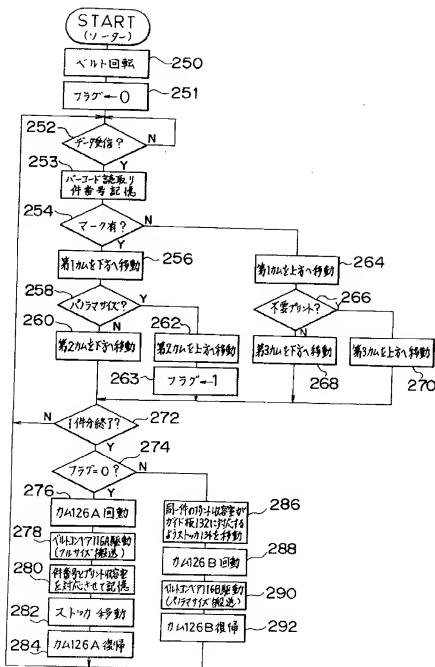 START
(ソーター)
ベルト回転
250
フラグ←0
251
252
データ受信?
N
Y
253
バーコード読取り
件番号記憶
254
マーク有?
N
Y
第1カムを下方へ移動
256
第1カムを上方へ移動
264
258
パノラマサイズ?
Y
N
266
不要プリント?
Y
N
260
第2カムを下方へ移動
262
第2カムを上方へ移動
第3カムを下方へ移動
268
第3カムを上方へ移動
270
263
フラグ←1
272
1件分終了?
N
Y
274
フラグ=0?
N
Y
276
カム126A回動
278
ベルトコンベア116A駆動
(フルサイズ搬送)
280
件番号とプリント収容室
を対応させて記憶
282
ストッカ移動
284
カム126A復帰
286
同一件のプリント収容室が
ガイド板132に対応する
ようストッカ134を移動
288
カム126B回動
290
ベルトコンベア116B駆動
(パノラマサイズ搬送)
292
カム126B復帰